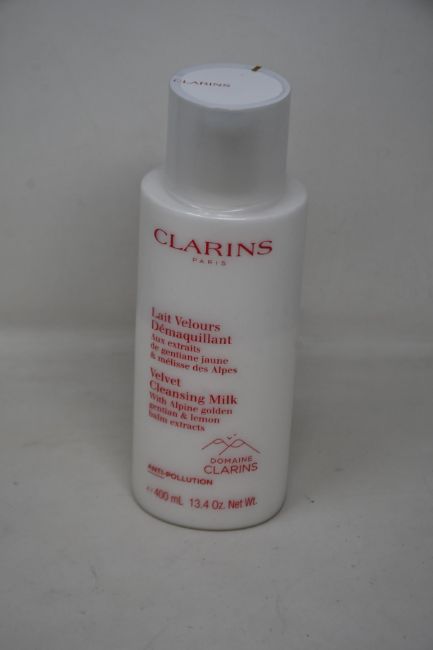 CLARINS
CLARINS
PARIS
Lait Velours
Démaquillant
Aux extraits
de gentiane jaune
& mélisse des Alpes
Velvet
Cleansing Milk
With Alpine golden
gentian & lemon
balm extracts
DOMAINE
CLARINS
ANTI-POLLUTION
e 400 mL 13.4 Oz. Net Wt.